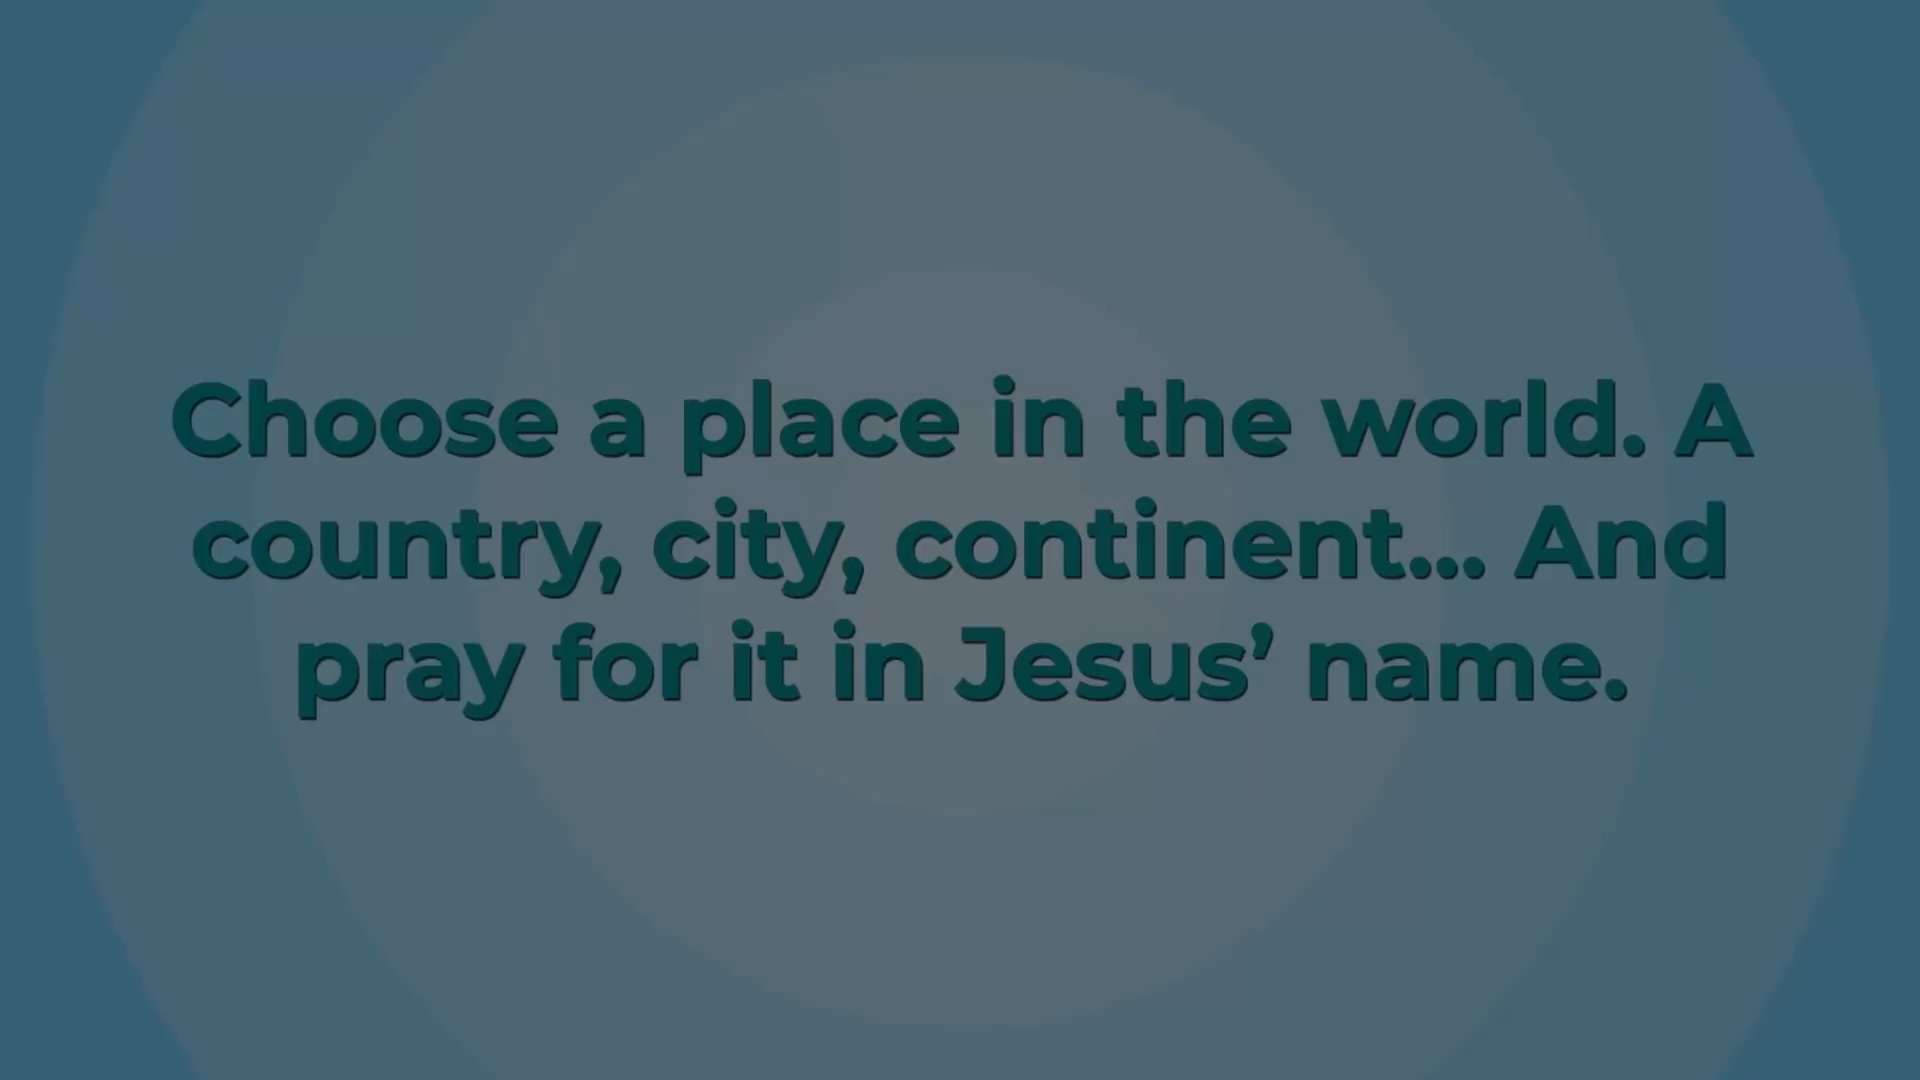 Choose a place in the world. A
country, city, continent... And
pray for it in Jesus’ name.